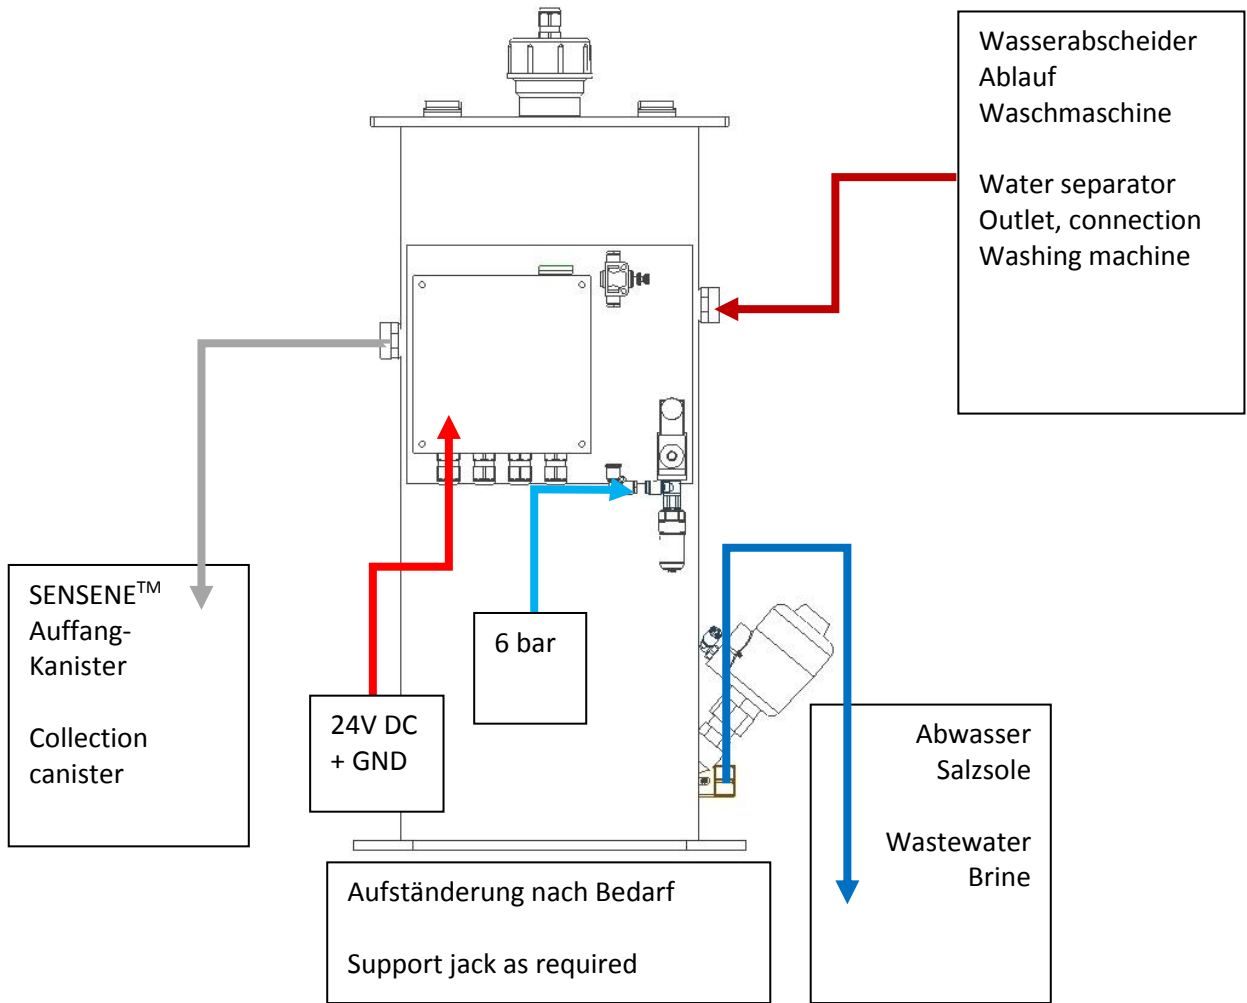 Wasserabscheider
Ablauf
Waschmaschine
Water separator
Outlet, connection
Washing machine
SENSENE™
Auffang-
Kanister
Collection
canister
24V DC
+ GND
6 bar
Abwasser
Salzsole
Wastewater
Brine
Aufständerung nach Bedarf
Support jack as required